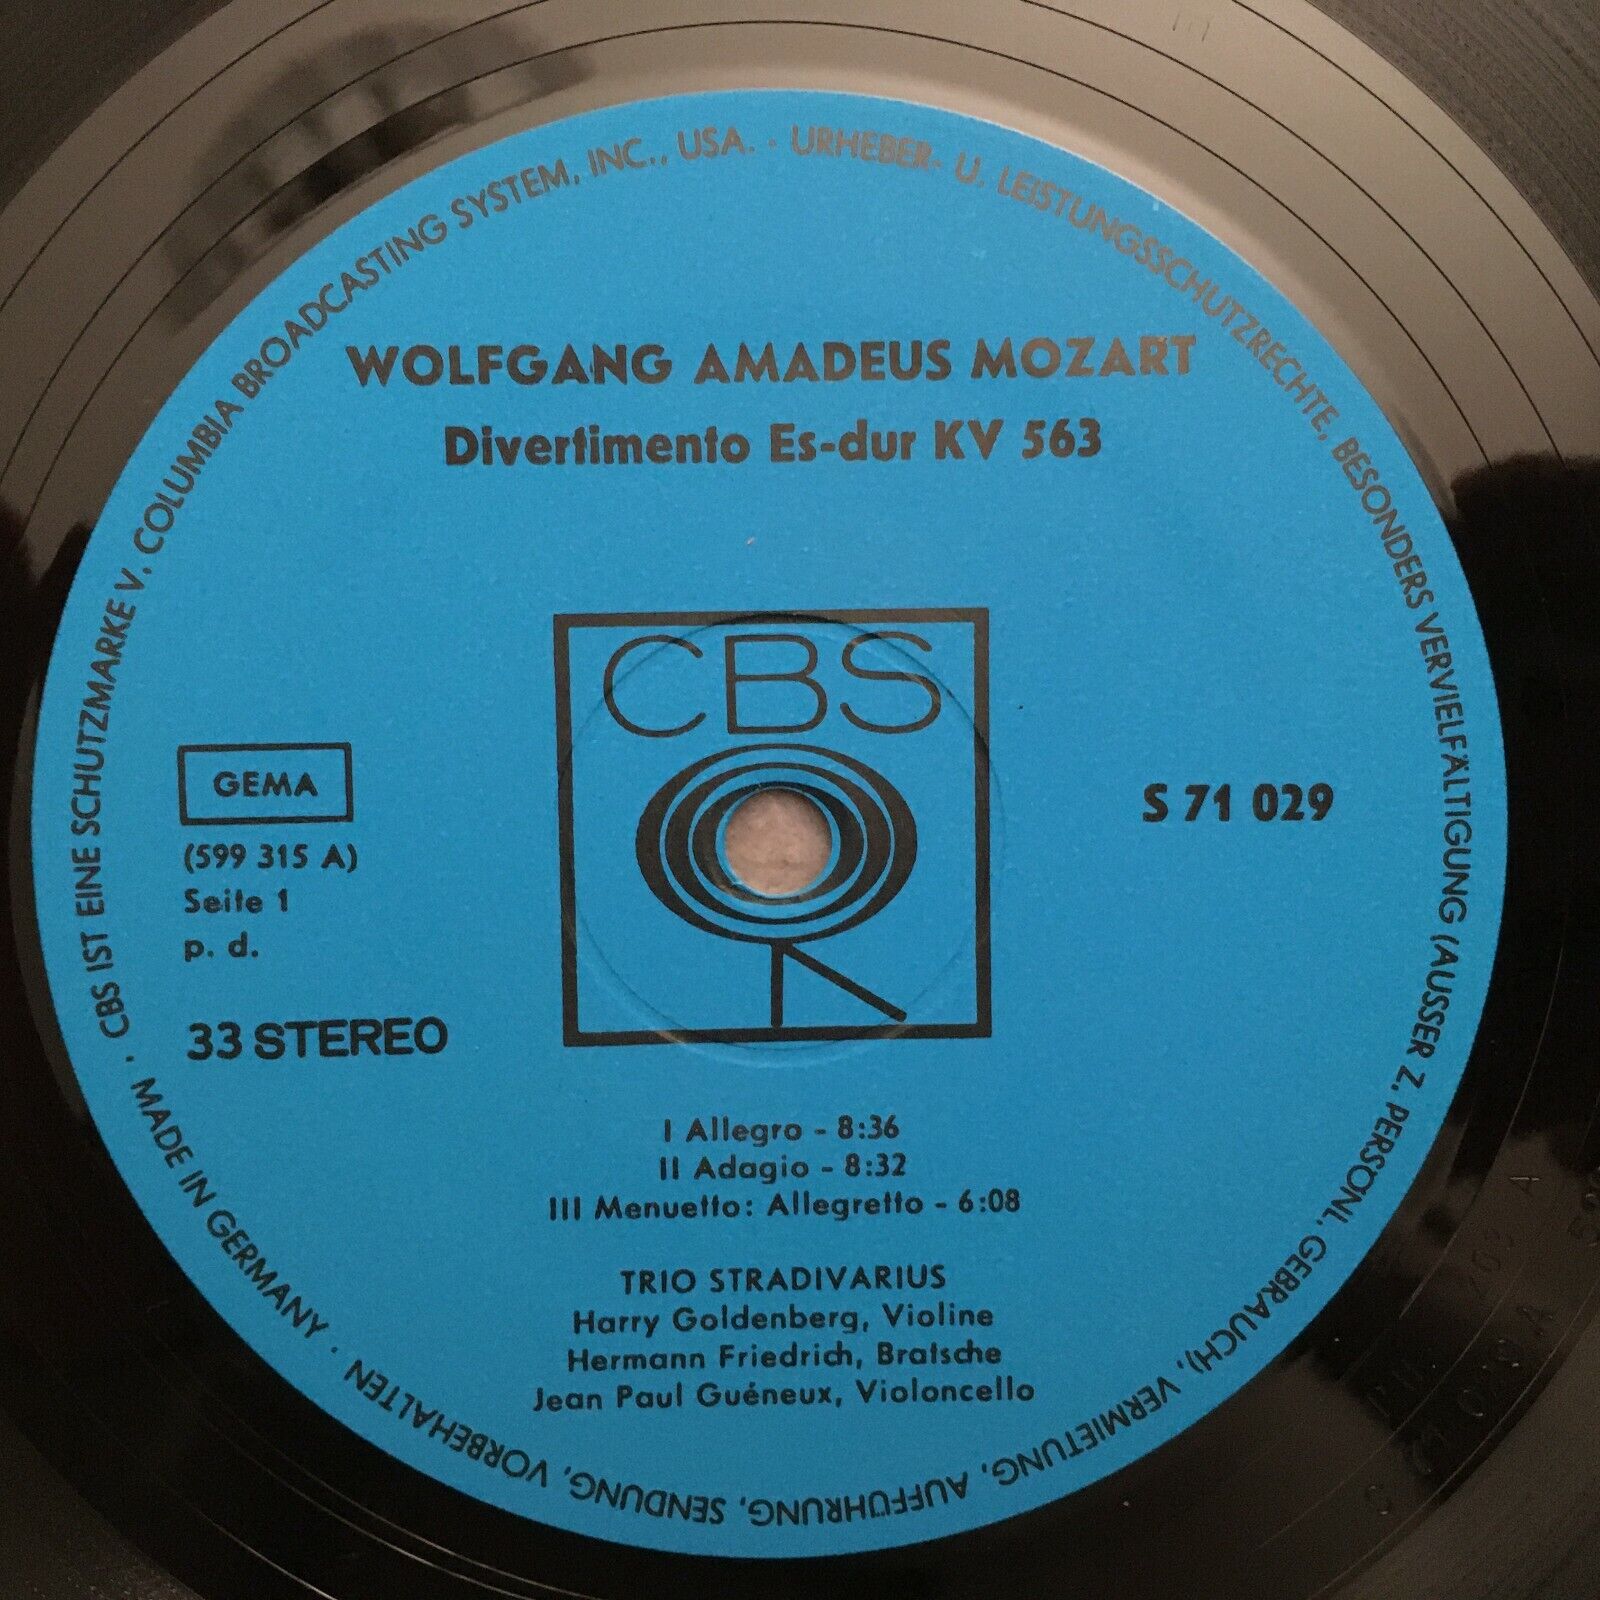 WOLFGANG AMADEUS MOZART
Divertimento Es-dur KV 563
CBS
GEMA
(599 315 A)
Seite 1
p. d.
33 STEREO
S 71 029
I Allegro - 8:36
II Adagio - 8:32
III Menuetto: Allegretto - 6:08
TRIO STRADIVARIUS
Harry Goldenberg, Violine
Hermann Friedrich, Bratsche
Jean Paul Guéneux, Violoncello
· CBS IST EINE SCHUTZMARKE V. COLUMBIA BROADCASTING SYSTEM, INC., USA. · URHEBER- U. LEISTUNGSSCHUTZRECHTE, BESONDERS VERVIELFÄLTIGUNG (AUSSER Z. PERSÖNL. GEBRAUCH), VERMIETUNG, AUFFÜHRUNG, SENDUNG, VORBEHALTEN · MADE IN GERMANY